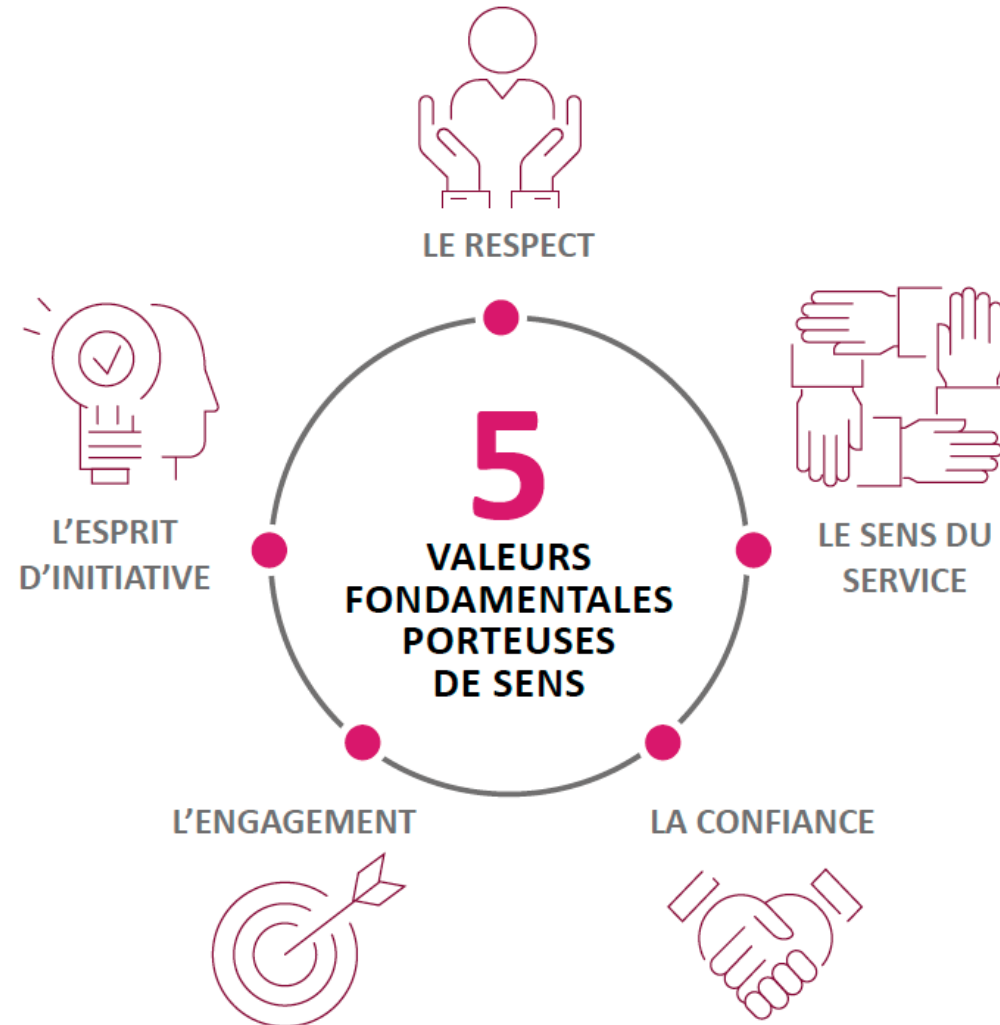 LE RESPECT
L'ESPRIT
D'INITIATIVE
5
VALEURS
FONDAMENTALES
PORTEUSES
DE SENS
LE SENS DU
SERVICE
L'ENGAGEMENT
LA CONFIANCE